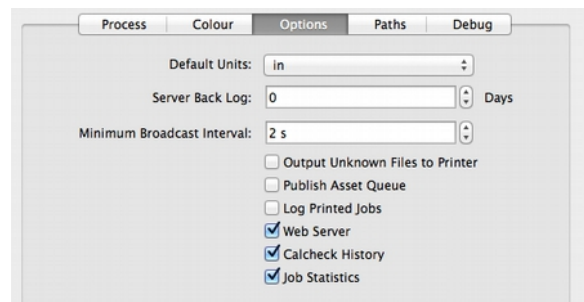 Process Colour Options Paths Debug
Default Units: in
Server Back Log: 0 Days
Minimum Broadcast Interval: 2 s
Output Unknown Files to Printer
Publish Asset Queue
Log Printed Jobs
Web Server
Calcheck History
Job Statistics